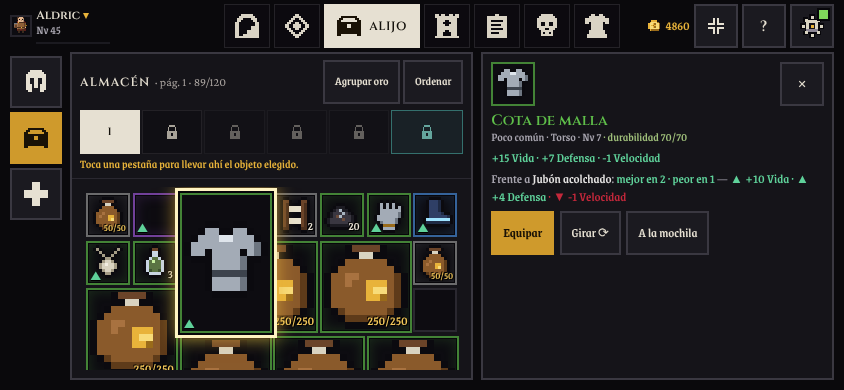 ALDRIC
Nv 45
ALIJO
4860
?
ALMACÉN · pág. 1 · 89/120
Agrupar oro
Ordenar
I
Toca una pestaña para llevar ahí el objeto elegido.
50/50
2
20
3
250/250
250/250
50/50
250/250
×
COTA DE MALLA
Poco común · Torso · Nv 7 · durabilidad 70/70
+15 Vida · +7 Defensa · -1 Velocidad
Frente a Jubón acolchado: mejor en 2 · peor en 1 — ▲ +10 Vida · ▲
+4 Defensa · ▼ -1 Velocidad
Equipar
Girar ⟳
A la mochila